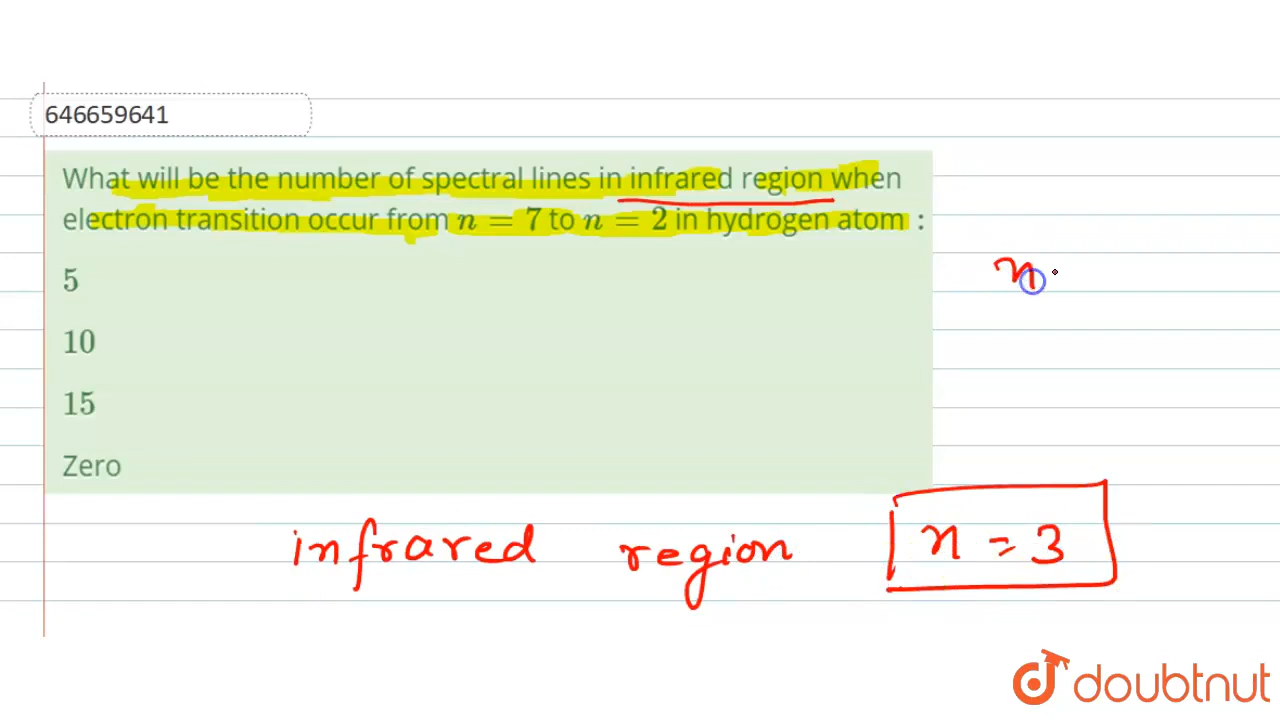 646659641
What will be the number of spectral lines in infrared region when
electron transition occur from n = 7 to n = 2 in hydrogen atom :
5
10
15
Zero
n
infrared region n = 3
doubtnut